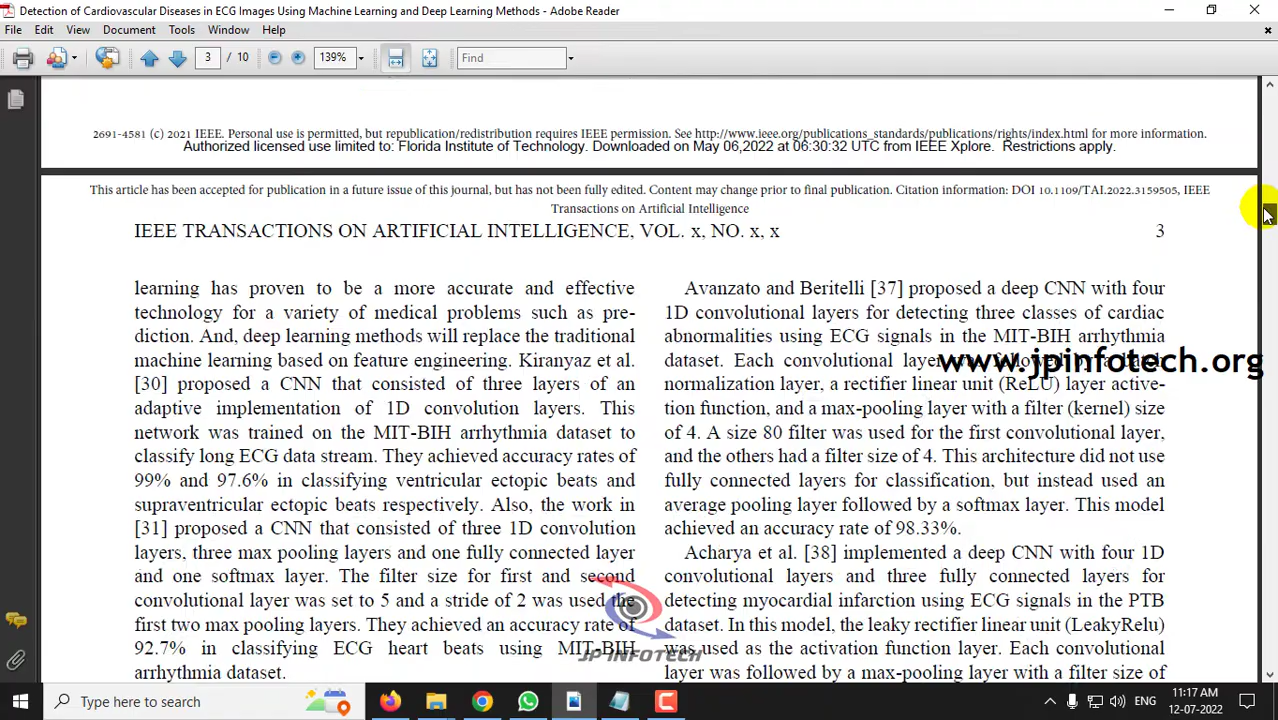 Detection of Cardiovascular Diseases in ECG Images Using Machine Learning and Deep Learning Methods - Adobe Reader
File Edit View Document Tools Window Help
3 / 10 139% Find
2691-4581 (c) 2021 IEEE. Personal use is permitted, but republication/redistribution requires IEEE permission. See http://www.ieee.org/publications_standards/publications/rights/index.html for more information.
Authorized licensed use limited to: Florida Institute of Technology. Downloaded on May 06,2022 at 06:30:32 UTC from IEEE Xplore. Restrictions apply.
This article has been accepted for publication in a future issue of this journal, but has not been fully edited. Content may change prior to final publication. Citation information: DOI 10.1109/TAI.2022.3159505, IEEE
Transactions on Artificial Intelligence
IEEE TRANSACTIONS ON ARTIFICIAL INTELLIGENCE, VOL. x, NO. x, x 3
learning has proven to be a more accurate and effective
technology for a variety of medical problems such as pre-
diction. And, deep learning methods will replace the traditional
machine learning based on feature engineering. Kiranyaz et al.
[30] proposed a CNN that consisted of three layers of an
adaptive implementation of 1D convolution layers. This
network was trained on the MIT-BIH arrhythmia dataset to
classify long ECG data stream. They achieved accuracy rates of
99% and 97.6% in classifying ventricular ectopic beats and
supraventricular ectopic beats respectively. Also, the work in
[31] proposed a CNN that consisted of three 1D convolution
layers, three max pooling layers and one fully connected layer
and one softmax layer. The filter size for first and second
convolutional layer was set to 5 and a stride of 2 was used the
first two max pooling layers. They achieved an accuracy rate of
92.7% in classifying ECG heart beats using MIT-BIH
arrhythmia dataset.
Avanzato and Beritelli [37] proposed a deep CNN with four
1D convolutional layers for detecting three classes of cardiac
abnormalities using ECG signals in the MIT-BIH arrhythmia
dataset. Each convolutional layer
www.jpinfotech.org
normalization layer, a rectifier linear unit (ReLU) layer active-
tion function, and a max-pooling layer with a filter (kernel) size
of 4. A size 80 filter was used for the first convolutional layer,
and the others had a filter size of 4. This architecture did not use
fully connected layers for classification, but instead used an
average pooling layer followed by a softmax layer. This model
achieved an accuracy rate of 98.33%.
Acharya et al. [38] implemented a deep CNN with four 1D
convolutional layers and three fully connected layers for
detecting myocardial infarction using ECG signals in the PTB
dataset. In this model, the leaky rectifier linear unit (LeakyRelu)
was used as the activation function layer. Each convolutional
layer was followed by a max-pooling layer with a filter size of
JP INFOTECH
Type here to search
ENG
11:17 AM
12-07-2022